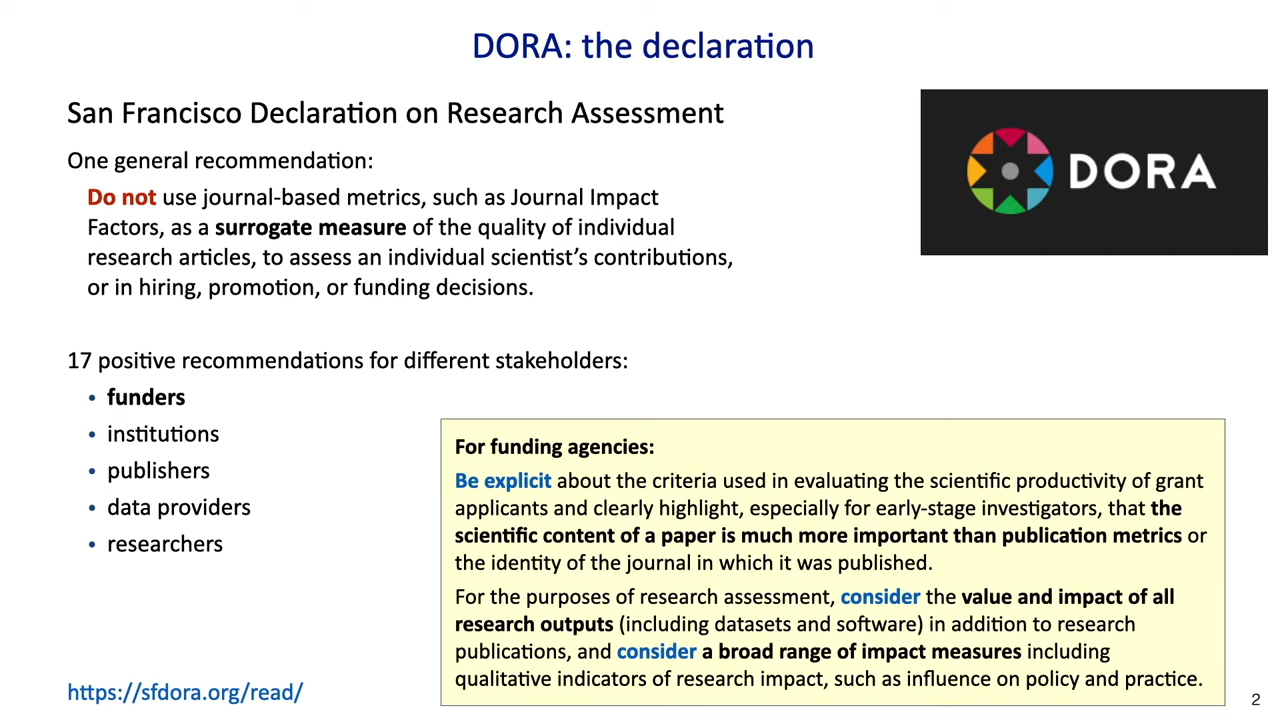 DORA: the declaration
San Francisco Declaration on Research Assessment
DORA
One general recommendation:
Do not use journal-based metrics, such as Journal Impact
Factors, as a surrogate measure of the quality of individual
research articles, to assess an individual scientist’s contributions,
or in hiring, promotion, or funding decisions.
17 positive recommendations for different stakeholders:
• funders
• institutions
• publishers
• data providers
• researchers
For funding agencies:
Be explicit about the criteria used in evaluating the scientific productivity of grant
applicants and clearly highlight, especially for early-stage investigators, that the
scientific content of a paper is much more important than publication metrics or
the identity of the journal in which it was published.
For the purposes of research assessment, consider the value and impact of all
research outputs (including datasets and software) in addition to research
publications, and consider a broad range of impact measures including
qualitative indicators of research impact, such as influence on policy and practice.
https://sfdora.org/read/
2